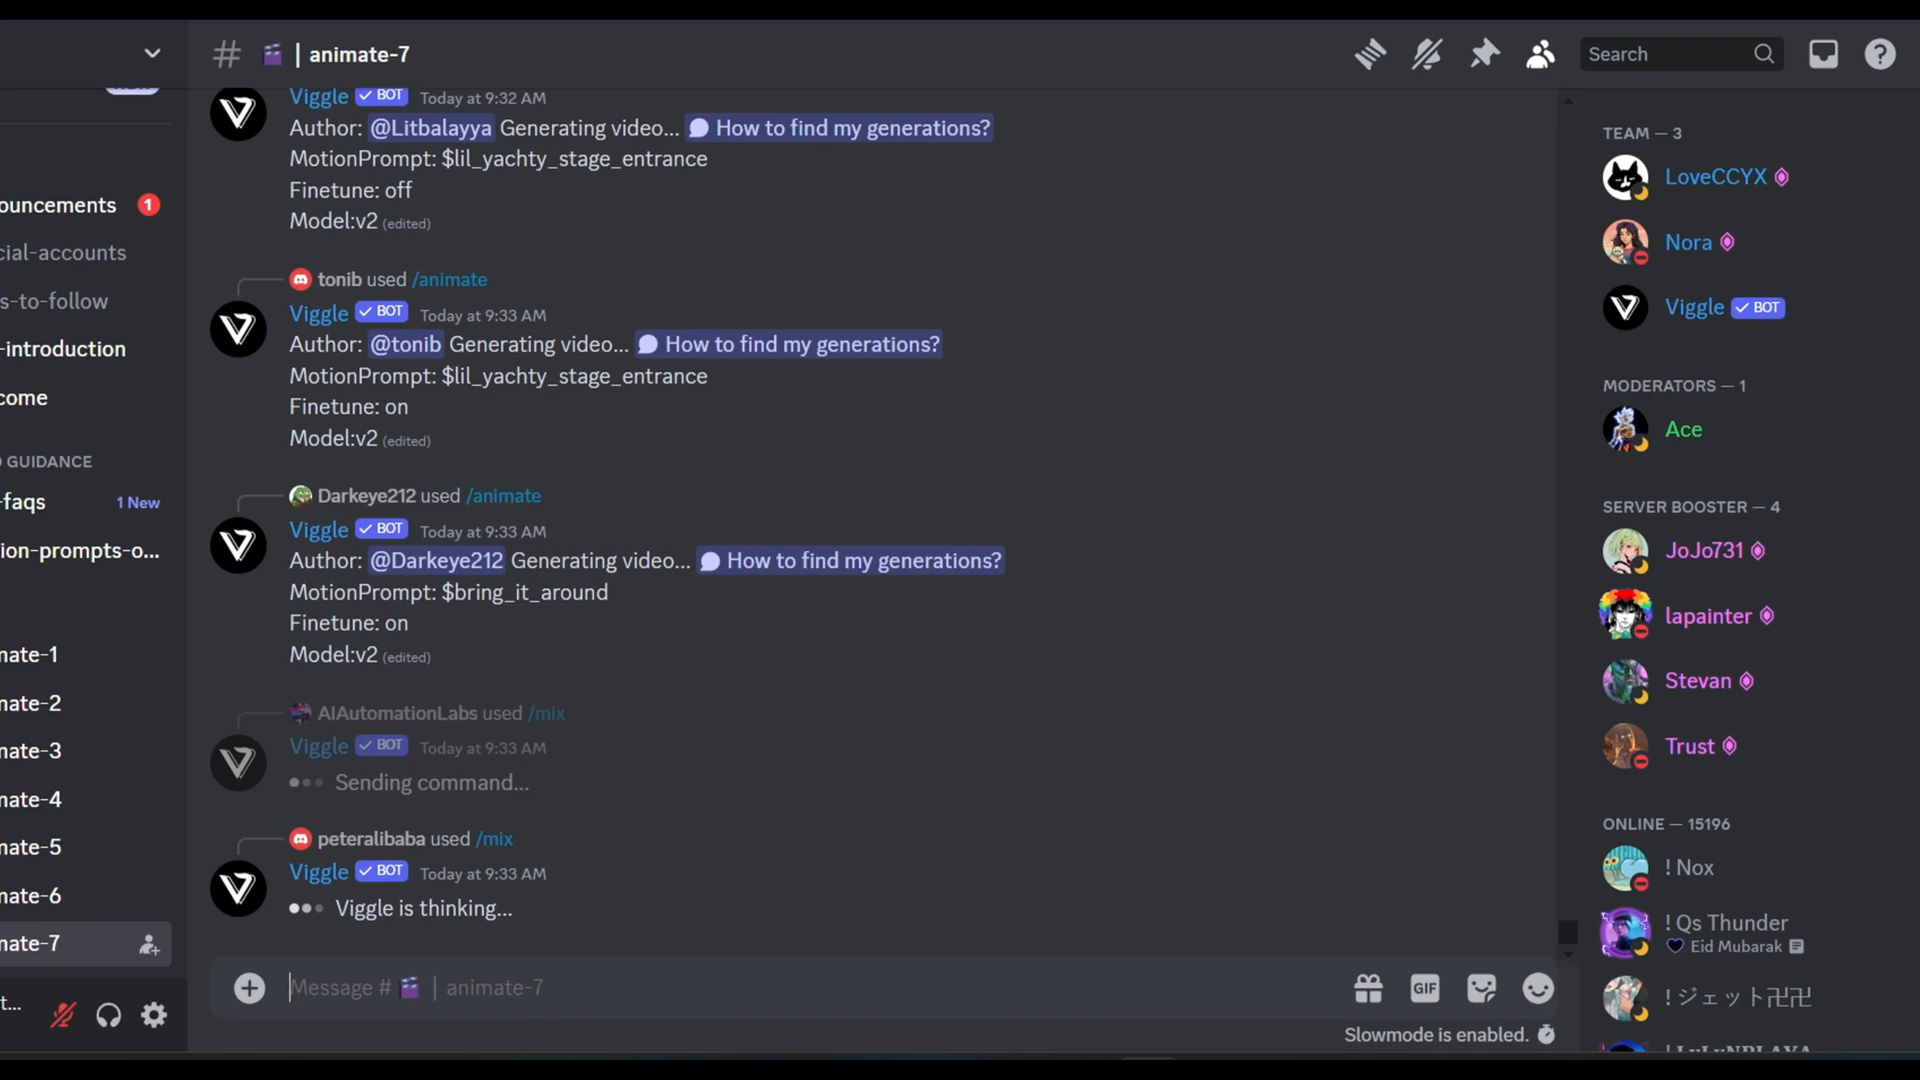 | animate-7
Search
ouncements 1
cial-accounts
s-to-follow
-introduction
come
GUIDANCE
-faqs 1 New
ion-prompts-o...
nate-1
nate-2
nate-3
nate-4
nate-5
nate-6
nate-7
t...
Viggle BOT Today at 9:32 AM
Author: @Litbalayya Generating video... How to find my generations?
MotionPrompt: $lil_yachty_stage_entrance
Finetune: off
Model:v2 (edited)
tonib used /animate
Viggle BOT Today at 9:33 AM
Author: @tonib Generating video... How to find my generations?
MotionPrompt: $lil_yachty_stage_entrance
Finetune: on
Model:v2 (edited)
Darkeye212 used /animate
Viggle BOT Today at 9:33 AM
Author: @Darkeye212 Generating video... How to find my generations?
MotionPrompt: $bring_it_around
Finetune: on
Model:v2 (edited)
AIAutomationLabs used /mix
Viggle BOT Today at 9:33 AM
Sending command...
peteralibaba used /mix
Viggle BOT Today at 9:33 AM
Viggle is thinking...
Message # | animate-7
GIF
Slowmode is enabled.
TEAM — 3
LoveCCYX
Nora
Viggle BOT
MODERATORS — 1
Ace
SERVER BOOSTER — 4
JoJo731
lapainter
Stevan
Trust
ONLINE — 15196
! Nox
! Qs Thunder
Eid Mubarak
! ジェット卍卍